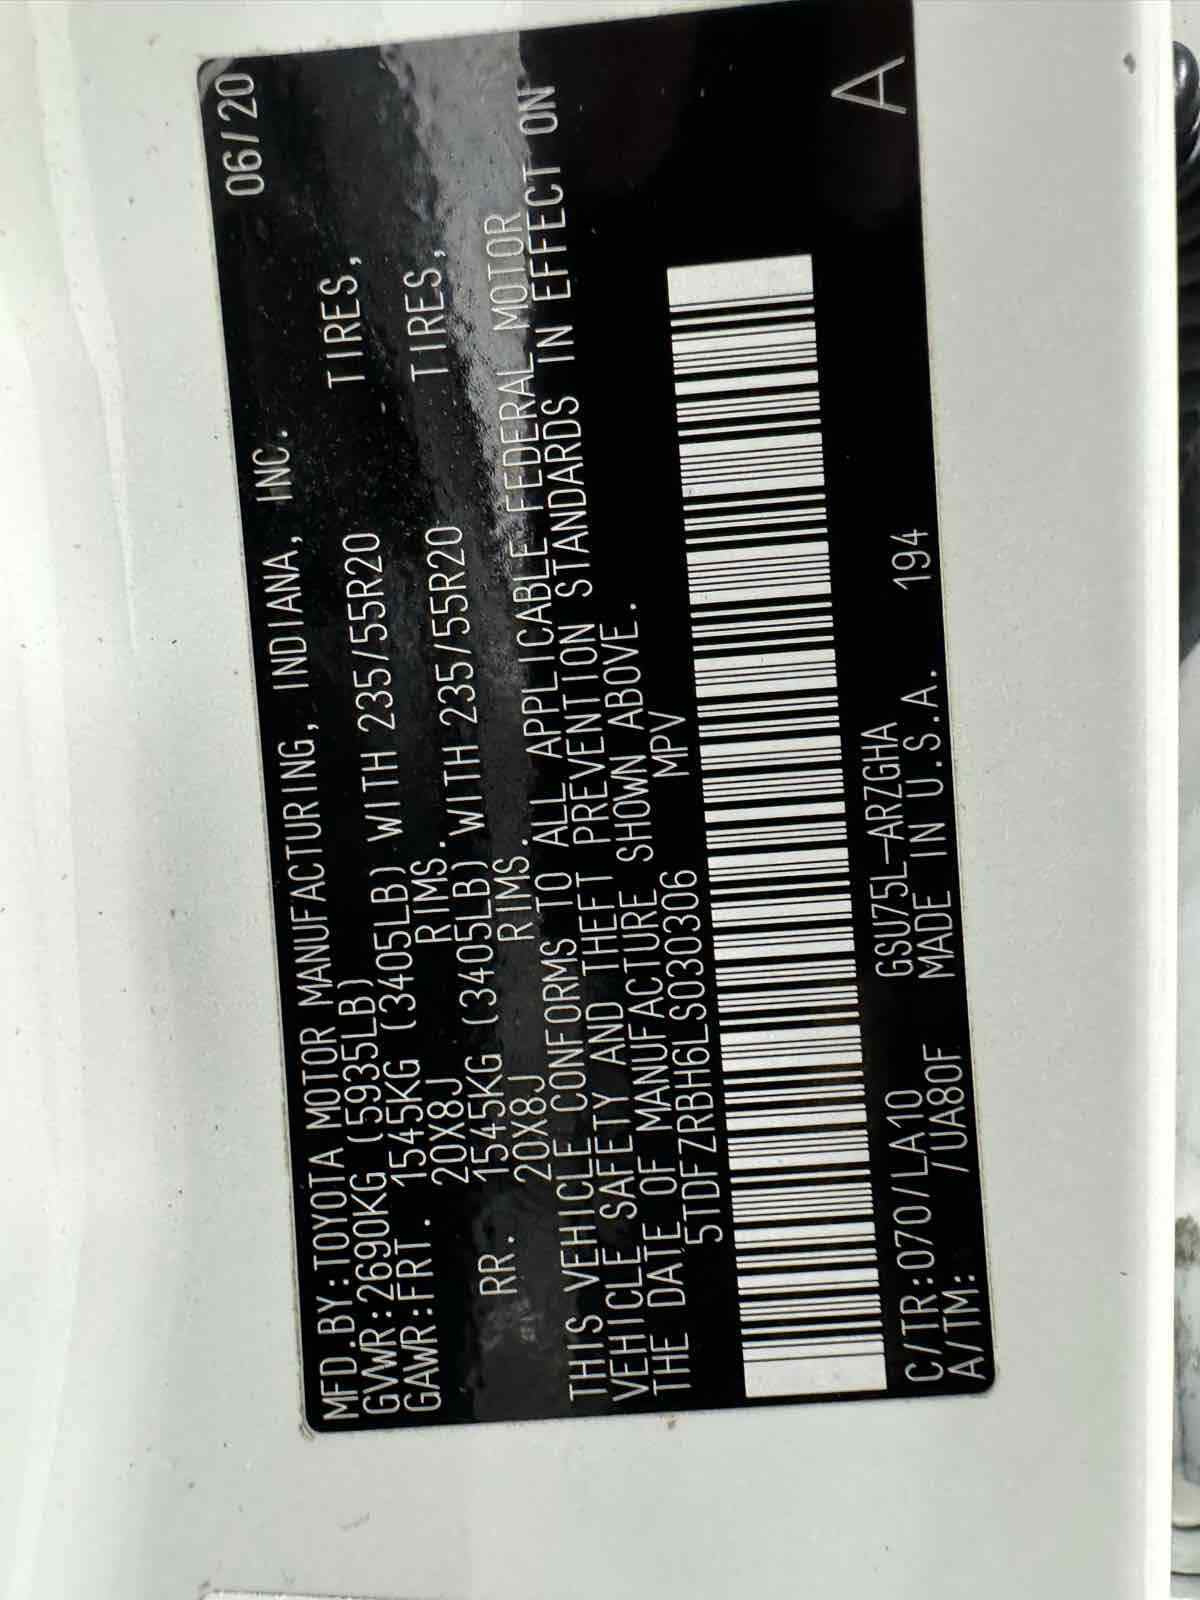 MFD.BY:TOYOTA MOTOR MANUFACTURING, INDIANA, INC. 06/20
GVWR:2690KG (5935LB)
GAWR:FRT. 1545KG (3405LB) WITH 235/55R20 TIRES,
20X8J RIMS.
RR. 1545KG (3405LB) WITH 235/55R20 TIRES,
20X8J RIMS.
THIS VEHICLE CONFORMS TO ALL APPLICABLE FEDERAL MOTOR
VEHICLE SAFETY AND THEFT PREVENTION STANDARDS IN EFFECT ON
THE DATE OF MANUFACTURE SHOWN ABOVE.
5TDFZRBH6LS030306 MPV
C/TR:070/LA10 GSU75L-ARZGHA
A/TM: /UA80F MADE IN U.S.A. 194 A